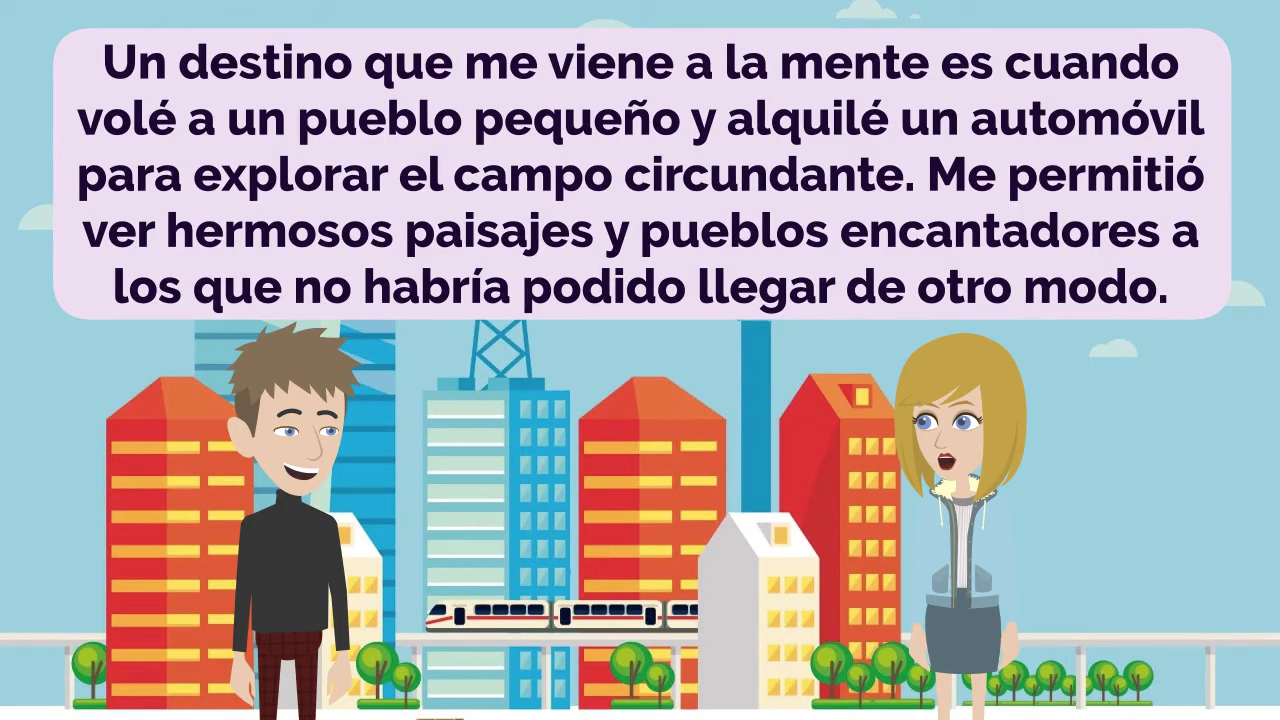 Un destino que me viene a la mente es cuando
volé a un pueblo pequeño y alquilé un automóvil
para explorar el campo circundante. Me permitió
ver hermosos paisajes y pueblos encantadores a
los que no habría podido llegar de otro modo.